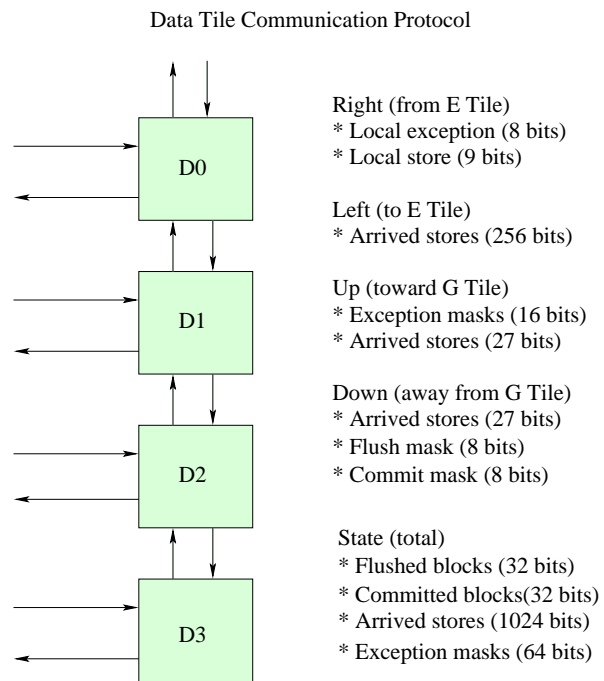 Data Tile Communication Protocol
D0
D1
D2
D3
Right (from E Tile)
* Local exception (8 bits)
* Local store (9 bits)
Left (to E Tile)
* Arrived stores (256 bits)
Up (toward G Tile)
* Exception masks (16 bits)
* Arrived stores (27 bits)
Down (away from G Tile)
* Arrived stores (27 bits)
* Flush mask (8 bits)
* Commit mask (8 bits)
State (total)
* Flushed blocks (32 bits)
* Committed blocks(32 bits)
* Arrived stores (1024 bits)
* Exception masks (64 bits)